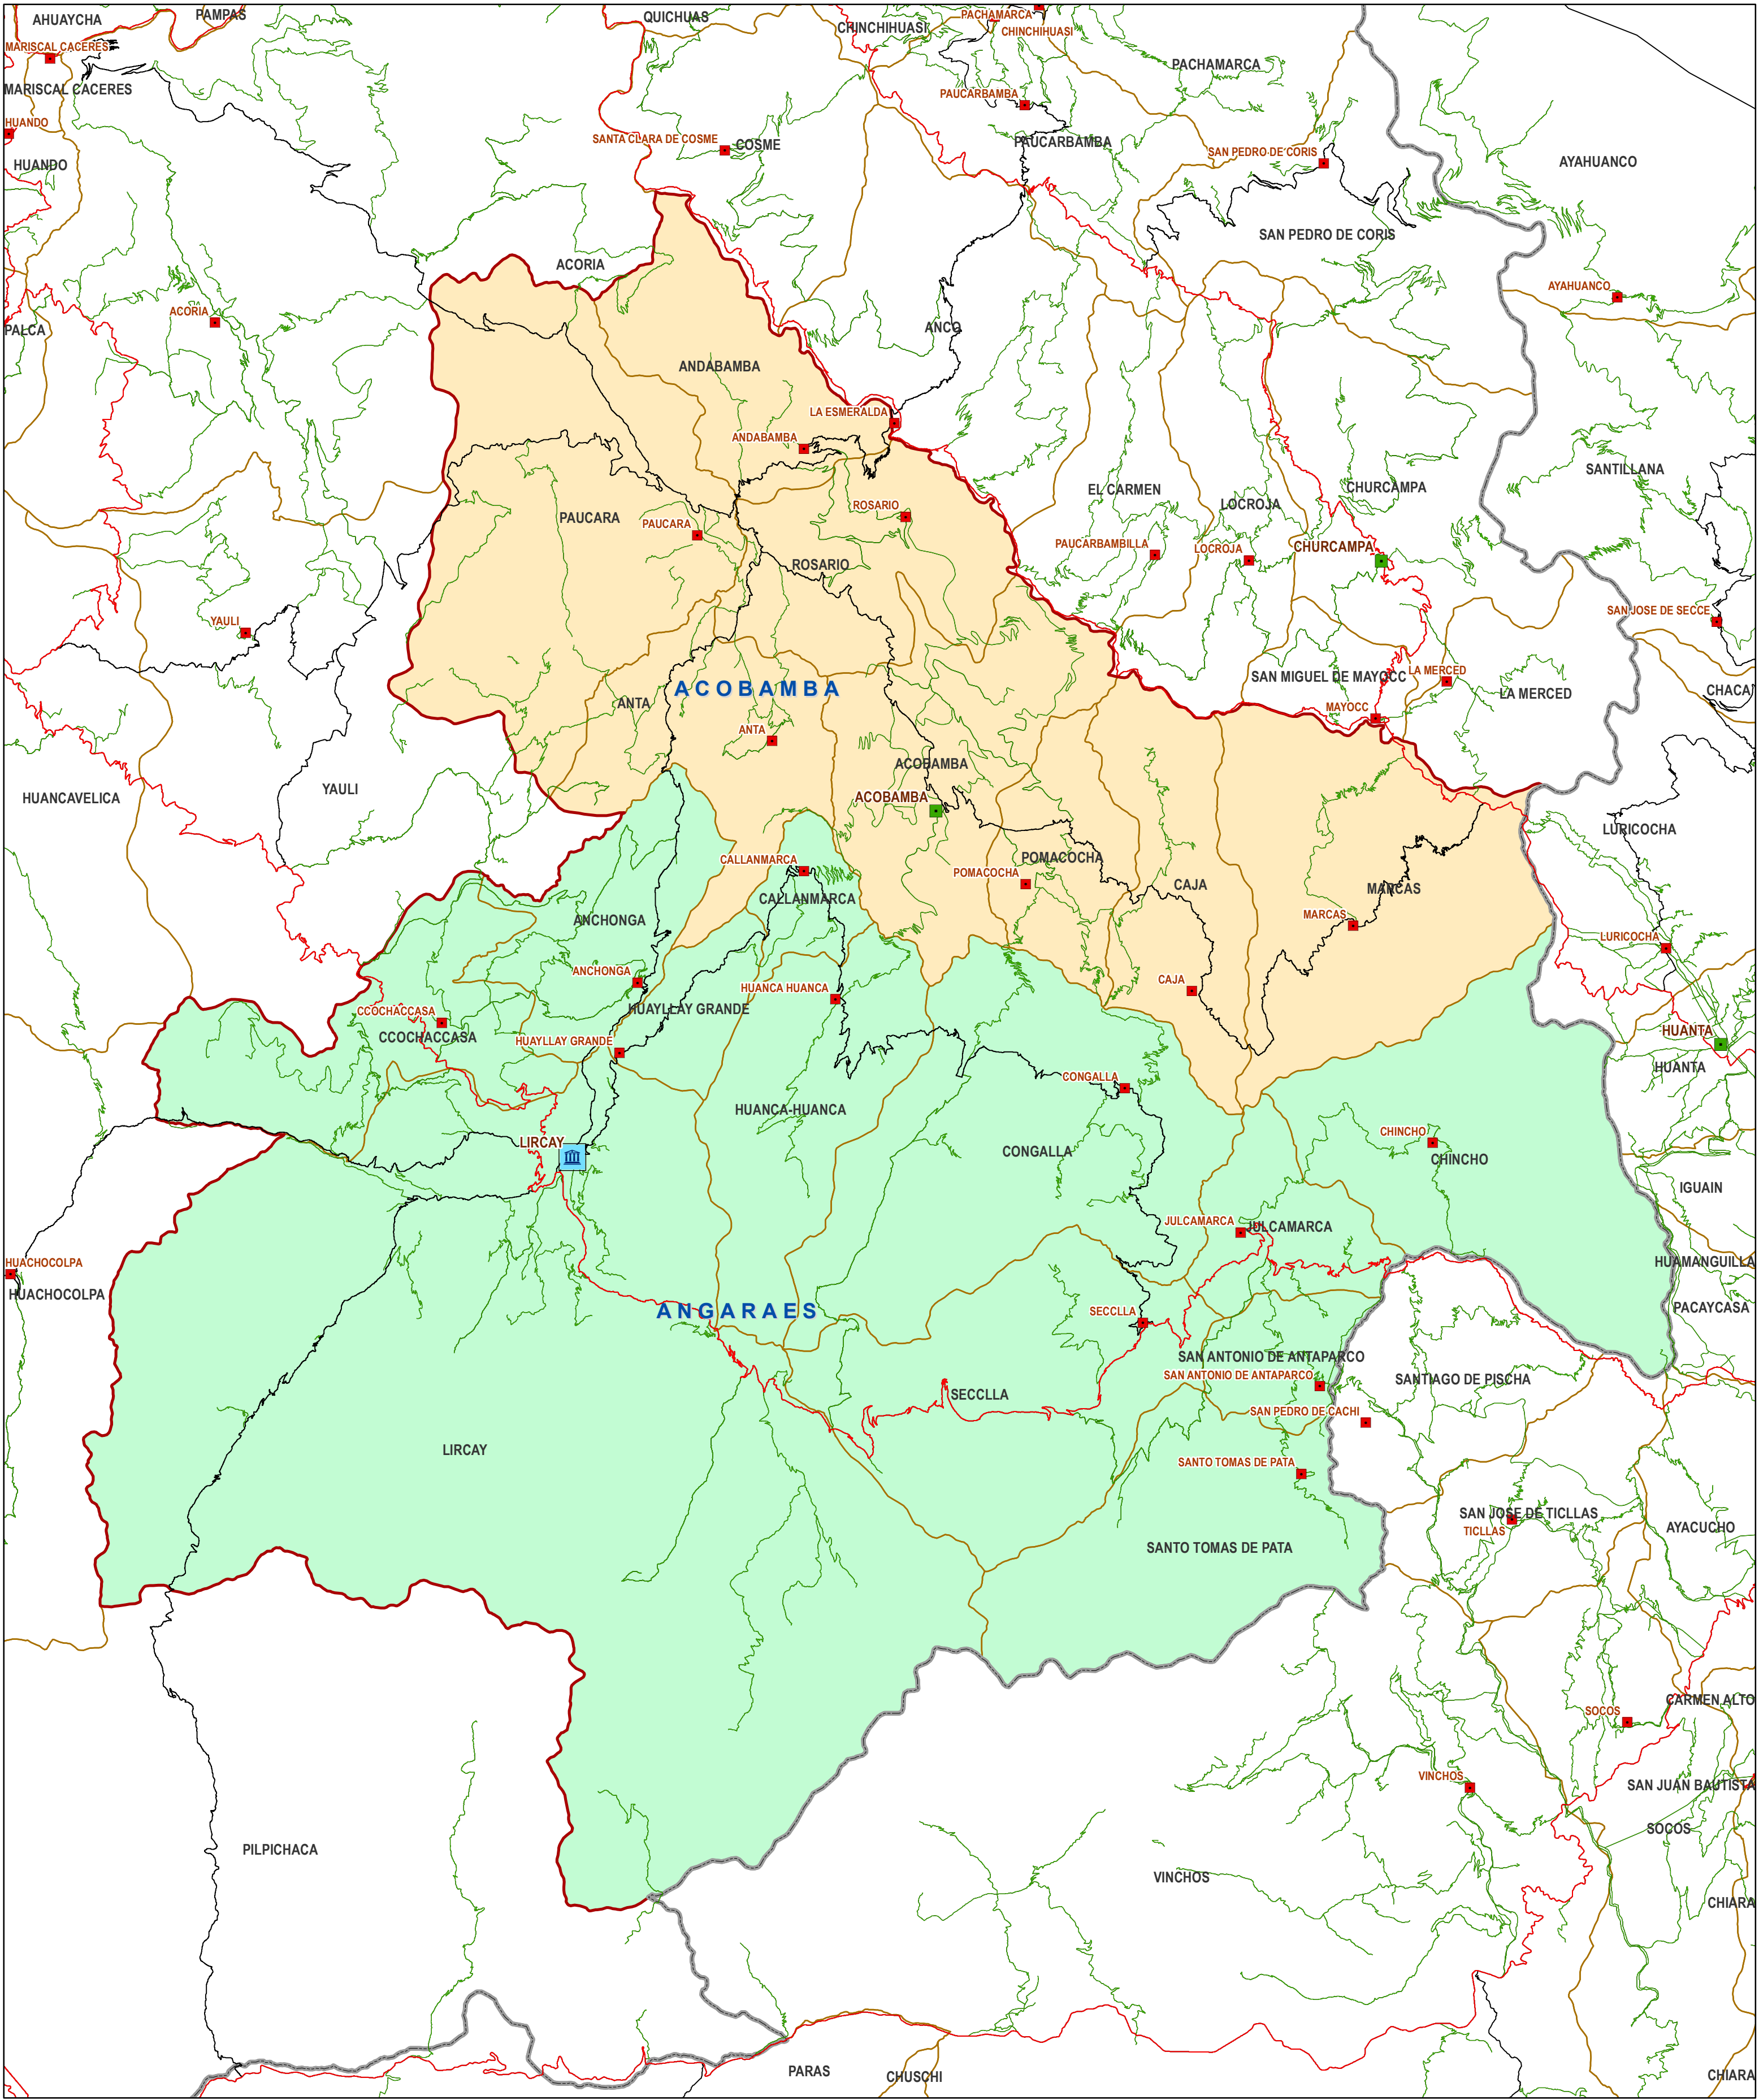 AHUAYCHA
PAMPAS
QUICHUAS
CHINCHIHUASI
PACHAMARCA
CHINCHIHUASI
MARISCAL CACERES
MARISCAL CACERES
PACHAMARCA
PAUCARBAMBA
HUANDO
HUANDO
SANTA CLARA DE COSME
COSME
PAUCARBAMBA
SAN PEDRO DE CORIS
AYAHUANCO
SAN PEDRO DE CORIS
ACORIA
AYAHUANCO
ACORIA
PALCA
ANCO
ANDABAMBA
LA ESMERALDA
ANDABAMBA
SANTILLANA
EL CARMEN
CHURCAMPA
LOCROJA
ROSARIO
PAUCARA
PAUCARA
PAUCARBAMBILLA
LOCROJA
CHURCAMPA
ROSARIO
SAN JOSE DE SECCE
YAULI
SAN MIGUEL DE MAYOCC
LA MERCED
LA MERCED
CHACA
ACOBAMBA
ANTA
MAYOCC
ANTA
ACOBAMBA
YAULI
HUANCAVELICA
ACOBAMBA
LURICOCHA
CALLANMARCA
POMACOCHA
POMACOCHA
CAJA
MARCAS
CALLANMARCA
ANCHONGA
MARCAS
LURICOCHA
ANCHONGA
HUANCA HUANCA
CAJA
HUAYLLAY GRANDE
CCOCHACCASA
CCOCHACCASA
HUAYLLAY GRANDE
HUANTA
HUANTA
CONGALLA
HUANCA-HUANCA
LIRCAY
CONGALLA
CHINCHO
CHINCHO
IGUAIN
JULCAMARCA
JULCAMARCA
HUACHOCOLPA
HUACHOCOLPA
HUAMANGUILLA
PACAYCASA
ANGARAES
SECCLLA
SAN ANTONIO DE ANTAPARCO
SAN ANTONIO DE ANTAPARCO
SANTIAGO DE PISCHA
SECCLLA
SAN PEDRO DE CACHI
LIRCAY
SANTO TOMAS DE PATA
SAN JOSE DE TICLLAS
TICLLAS
AYACUCHO
SANTO TOMAS DE PATA
CARMEN ALTO
SOCOS
VINCHOS
SAN JUAN BAUTISTA
SOCOS
PILPICHACA
VINCHOS
CHIARA
PARAS
CHUSCHI
CHIARA